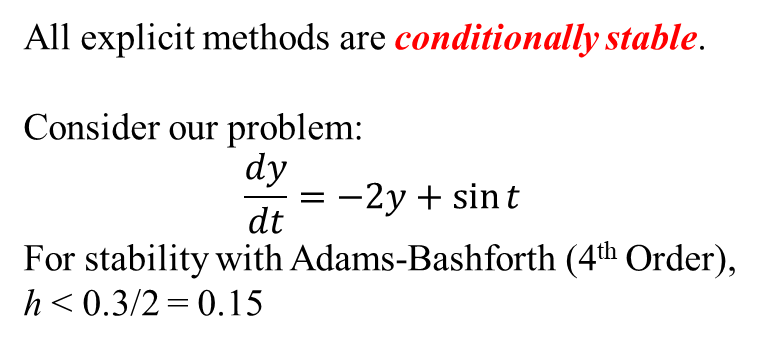 All explicit methods are conditionally stable.
Consider our problem:
dy/dt = −2y + sin t
For stability with Adams-Bashforth (4th Order),
h < 0.3/2 = 0.15